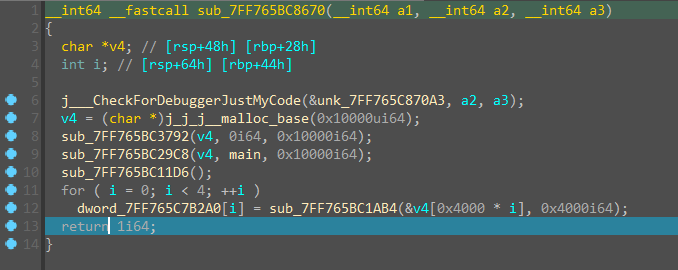 1 __int64 __fastcall sub_7FF765BC8670(__int64 a1, __int64 a2, __int64 a3)
2 {
3 char *v4; // [rsp+48h] [rbp+28h]
4 int i; // [rsp+64h] [rbp+44h]
5
6 j___CheckForDebuggerJustMyCode(&unk_7FF765C870A3, a2, a3);
7 v4 = (char *)j_j_j__malloc_base(0x10000ui64);
8 sub_7FF765BC3792(v4, 0i64, 0x10000i64);
9 sub_7FF765BC29C8(v4, main, 0x10000i64);
10 sub_7FF765BC11D6();
11 for ( i = 0; i < 4; ++i )
12 dword_7FF765C7B2A0[i] = sub_7FF765BC1AB4(&v4[0x4000 * i], 0x4000i64);
13 return 1i64;
14 }